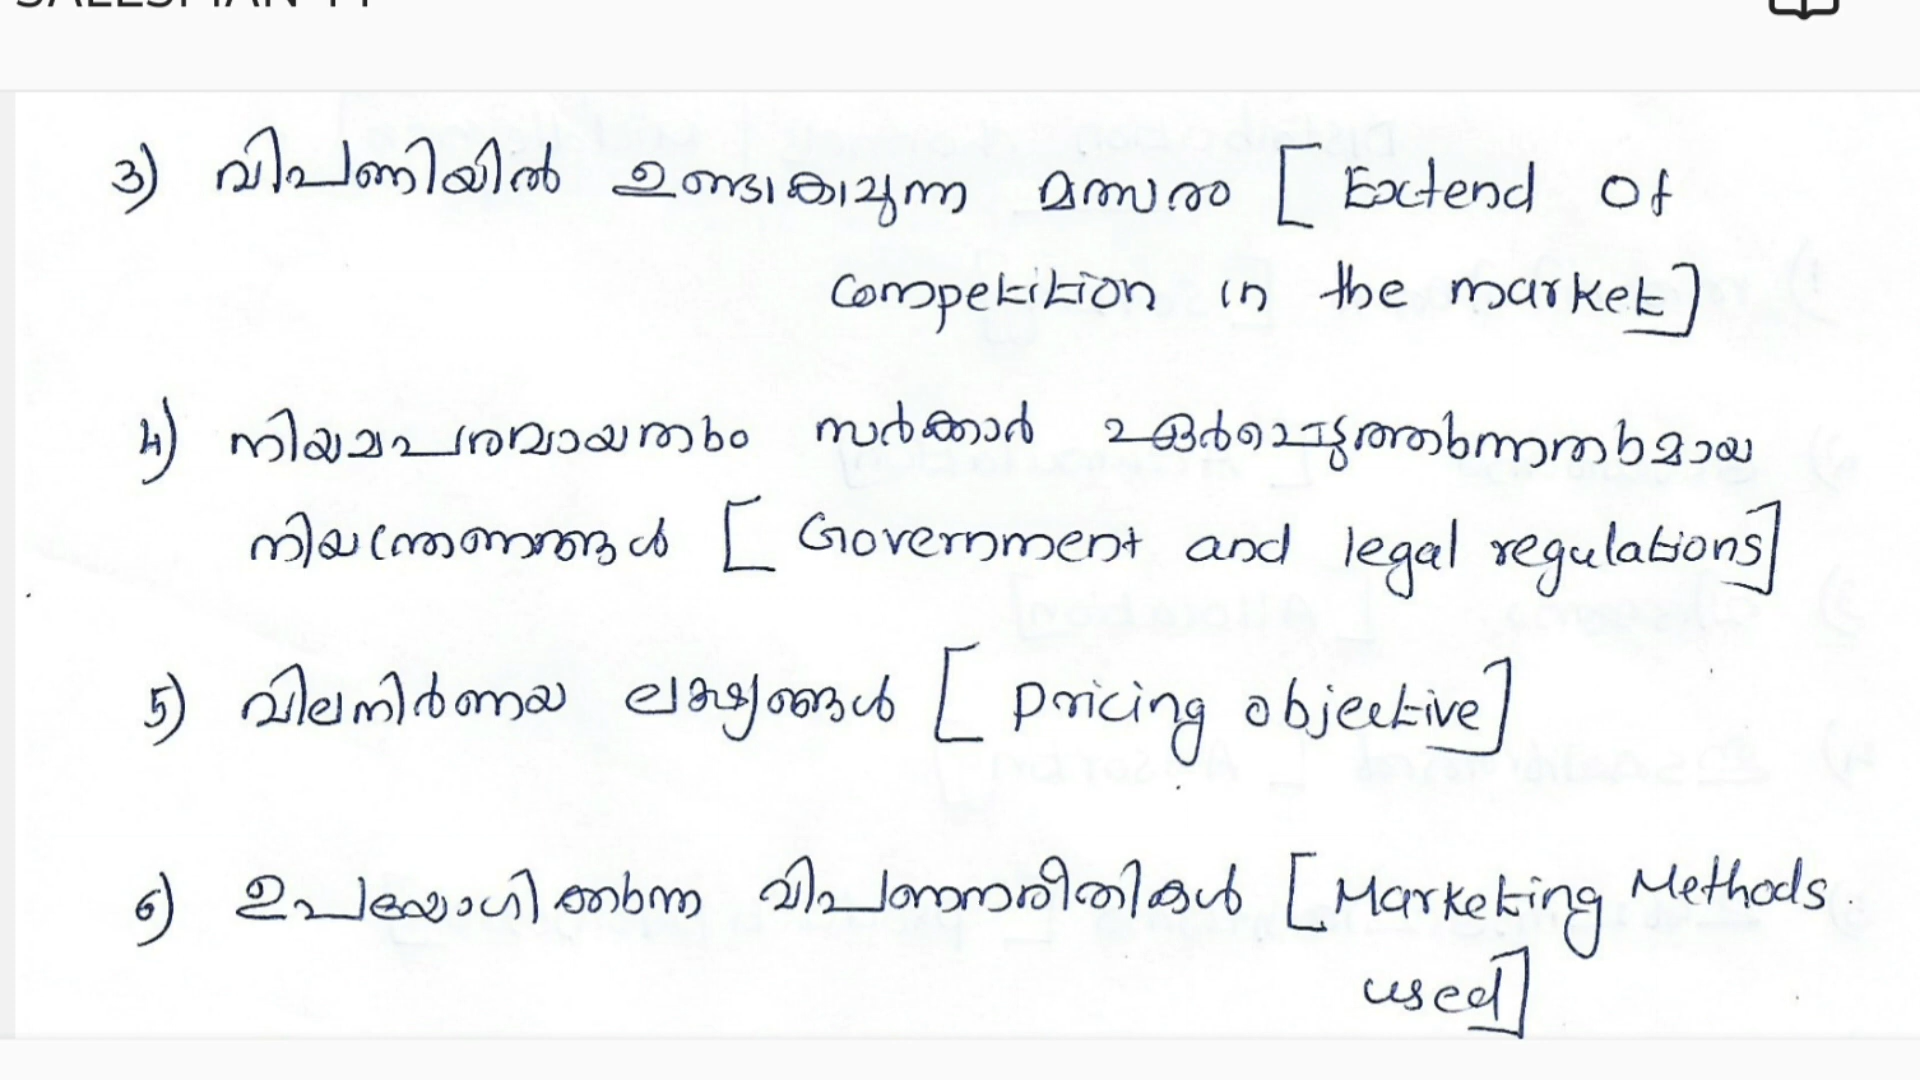 3) വിപണിയിൽ ഉണ്ടാകാവുന്ന മത്സരം [Extend Of
Competition in the market]
4) നിയമപരവായതും സർക്കാർ ഏർപ്പെടുത്തുന്നതുമായ
നിയന്ത്രണങ്ങൾ [Government and legal regulations]
5) വിലനിർണയ ലക്ഷ്യങ്ങൾ [pricing objective]
6) ഉപയോഗിക്കുന്ന വിപണനരീതികൾ [Marketing Methods
used]